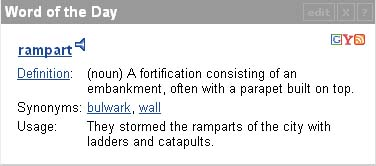 Word of the Day edit x ?
G Y
rampart
Definition: (noun) A fortification consisting of an
embankment, often with a parapet built on top.
Synonyms: bulwark, wall
Usage: They stormed the ramparts of the city with
ladders and catapults.